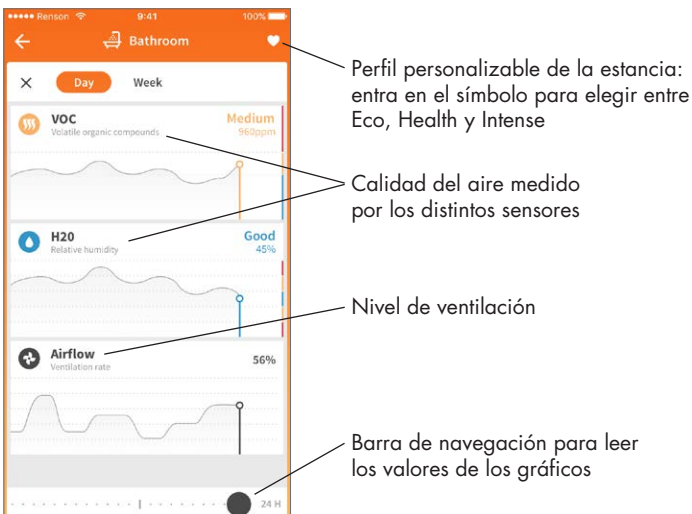 Renson 9:41 100%
Bathroom
Day Week
VOC Medium
Volatile organic compounds 960ppm
H20 Good
Relative humidity 45%
Airflow 56%
Ventilation rate
24 H
Perfil personalizable de la estancia:
entra en el símbolo para elegir entre
Eco, Health y Intense
Calidad del aire medido
por los distintos sensores
Nivel de ventilación
Barra de navegación para leer
los valores de los gráficos